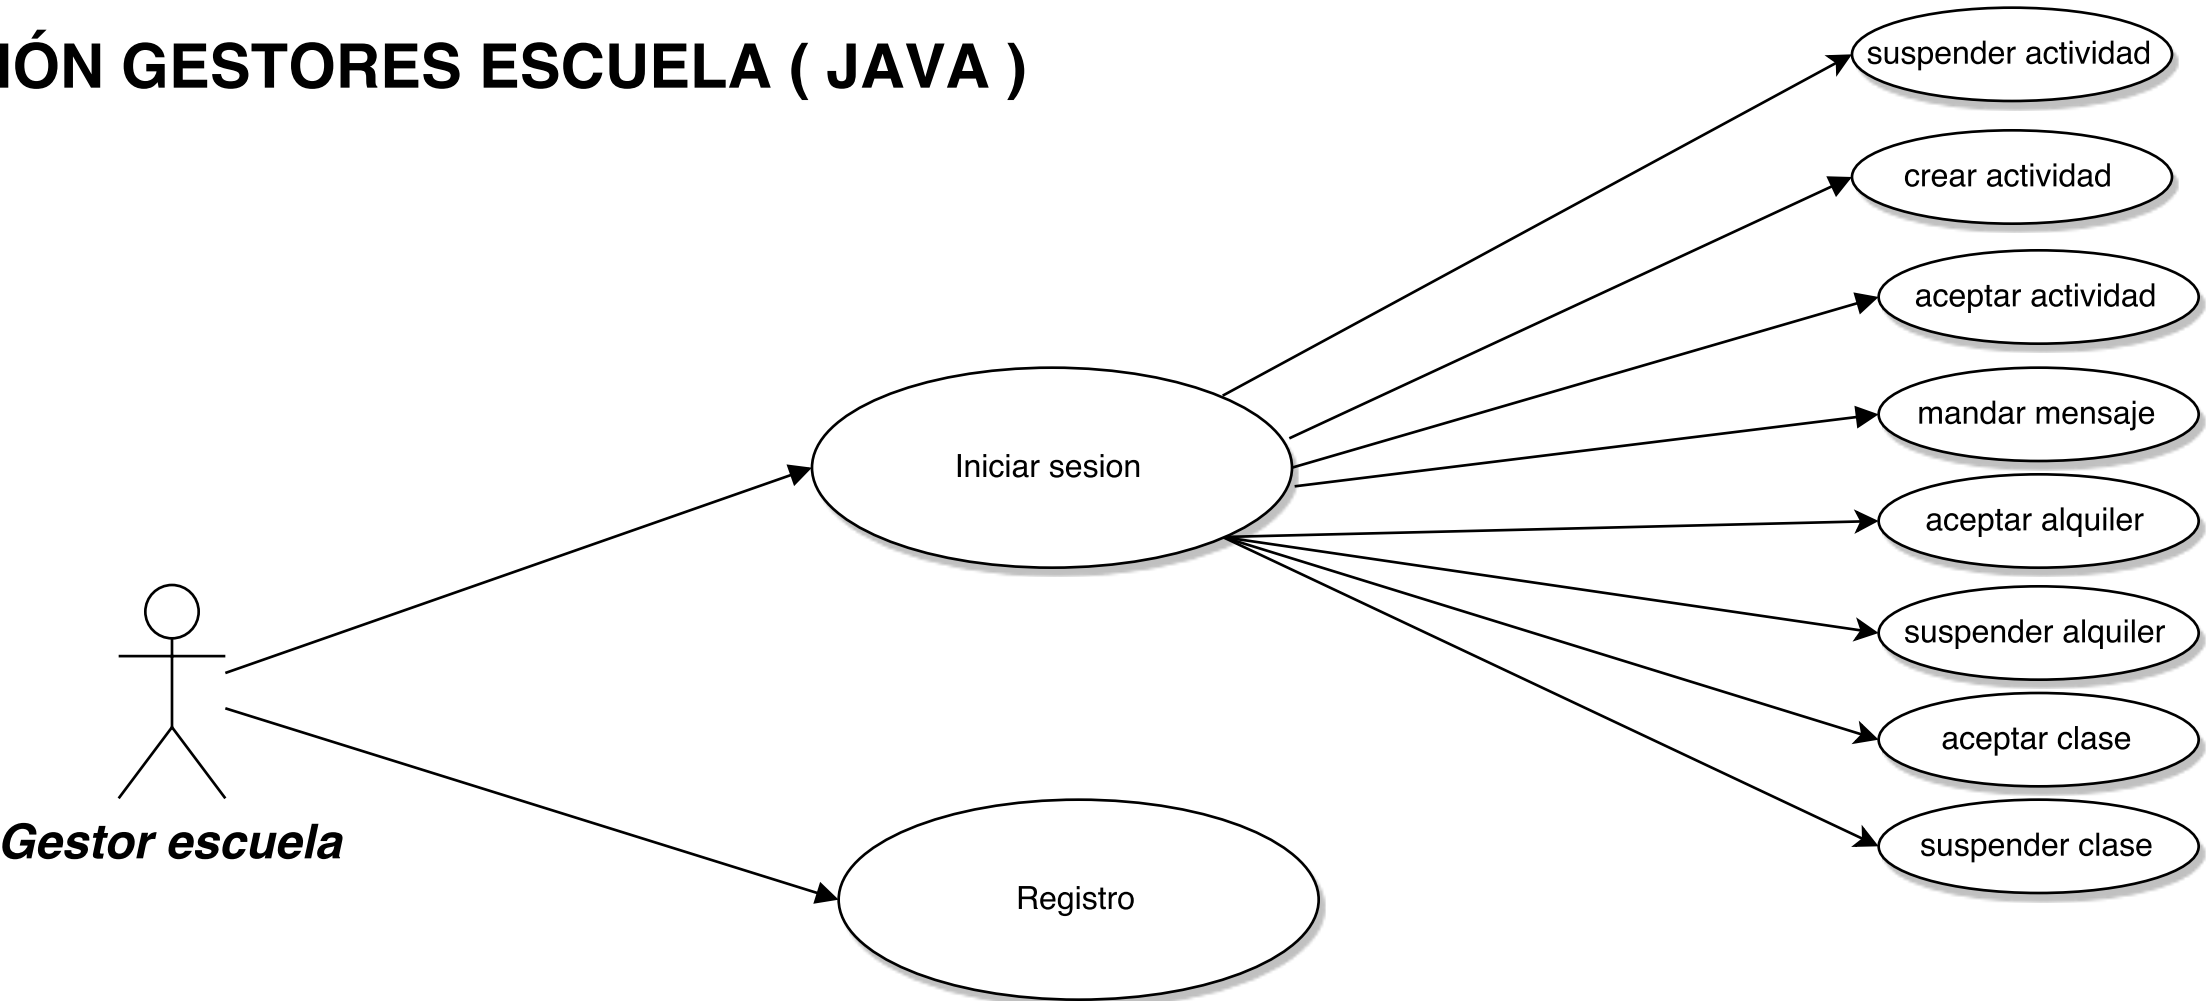 IÓN GESTORES ESCUELA ( JAVA )
suspender actividad
crear actividad
aceptar actividad
mandar mensaje
Iniciar sesion
aceptar alquiler
suspender alquiler
aceptar clase
Gestor escuela
suspender clase
Registro